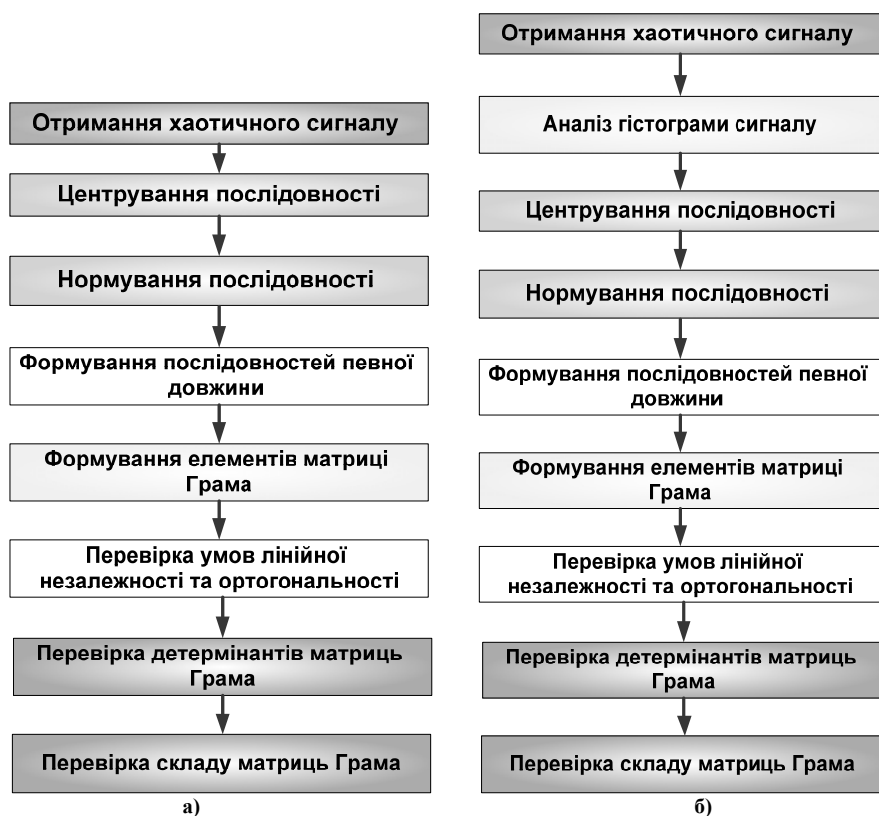 Отримання хаотичного сигналу
Центрування послідовності
Нормування послідовності
Формування послідовностей певної
довжини
Формування елементів матриці
Грама
Перевірка умов лінійної
незалежності та ортогональності
Перевірка детермінантів матриць
Грама
Перевірка складу матриць Грама
а)
Отримання хаотичного сигналу
Аналіз гістограми сигналу
Центрування послідовності
Нормування послідовності
Формування послідовностей певної
довжини
Формування елементів матриці
Грама
Перевірка умов лінійної
незалежності та ортогональності
Перевірка детермінантів матриць
Грама
Перевірка складу матриць Грама
б)